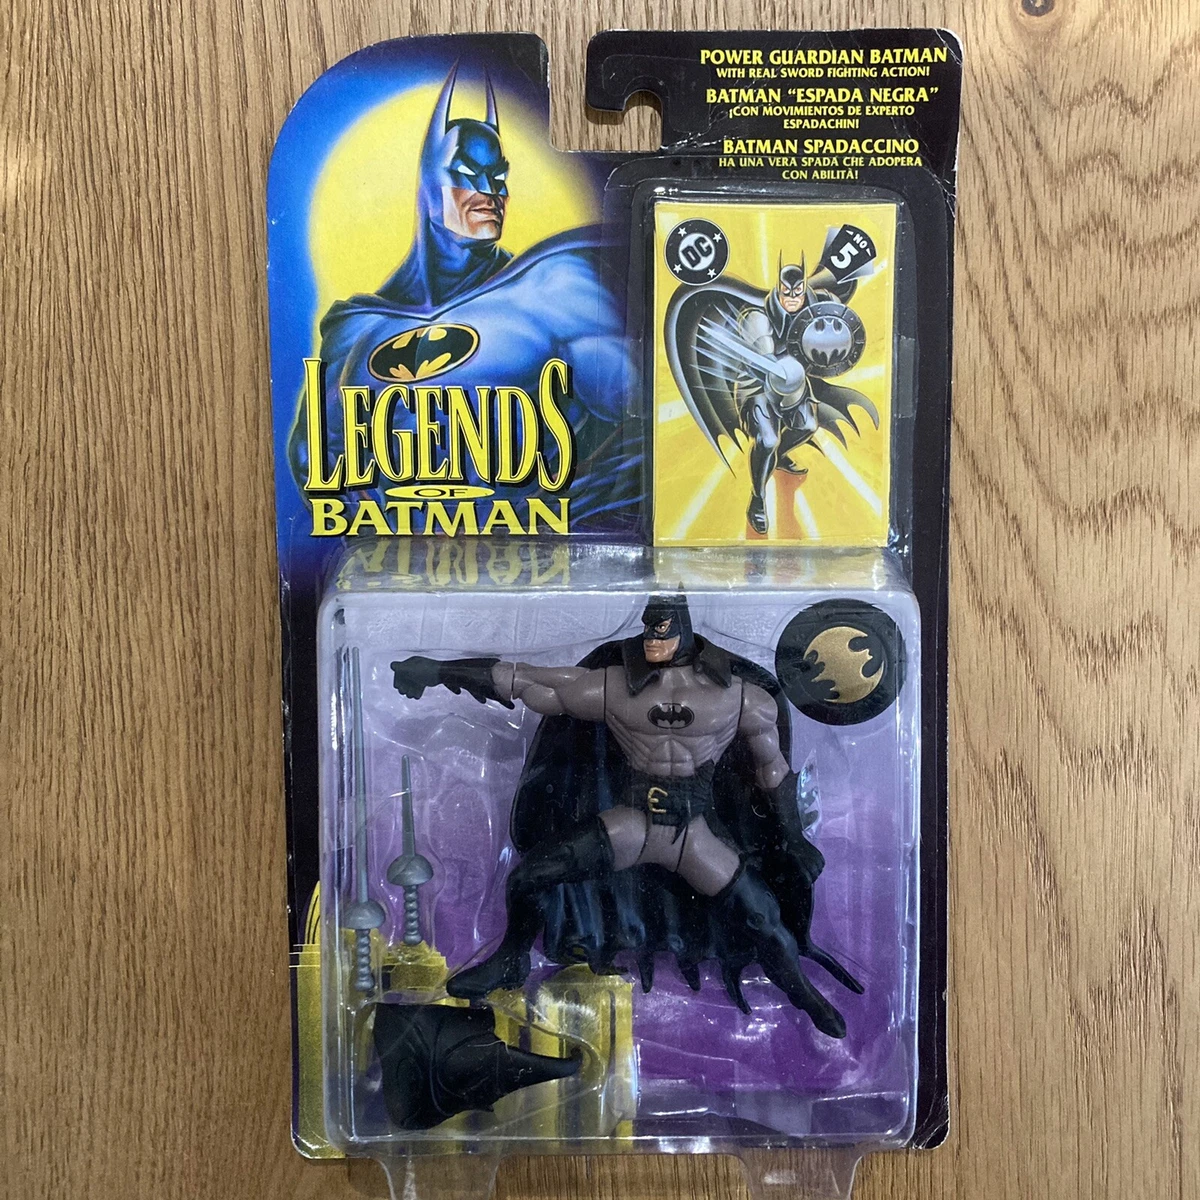 POWER GUARDIAN BATMAN
WITH REAL SWORD FIGHTING ACTION!
BATMAN “ESPADA NEGRA”
¡CON MOVIMIENTOS DE EXPERTO
ESPADACHIN!
BATMAN SPADACCINO
HA UNA VERA SPADA CHE ADOPERA
CON ABILITÀ!
DC
NO
5
LEGENDS
OF
BATMAN